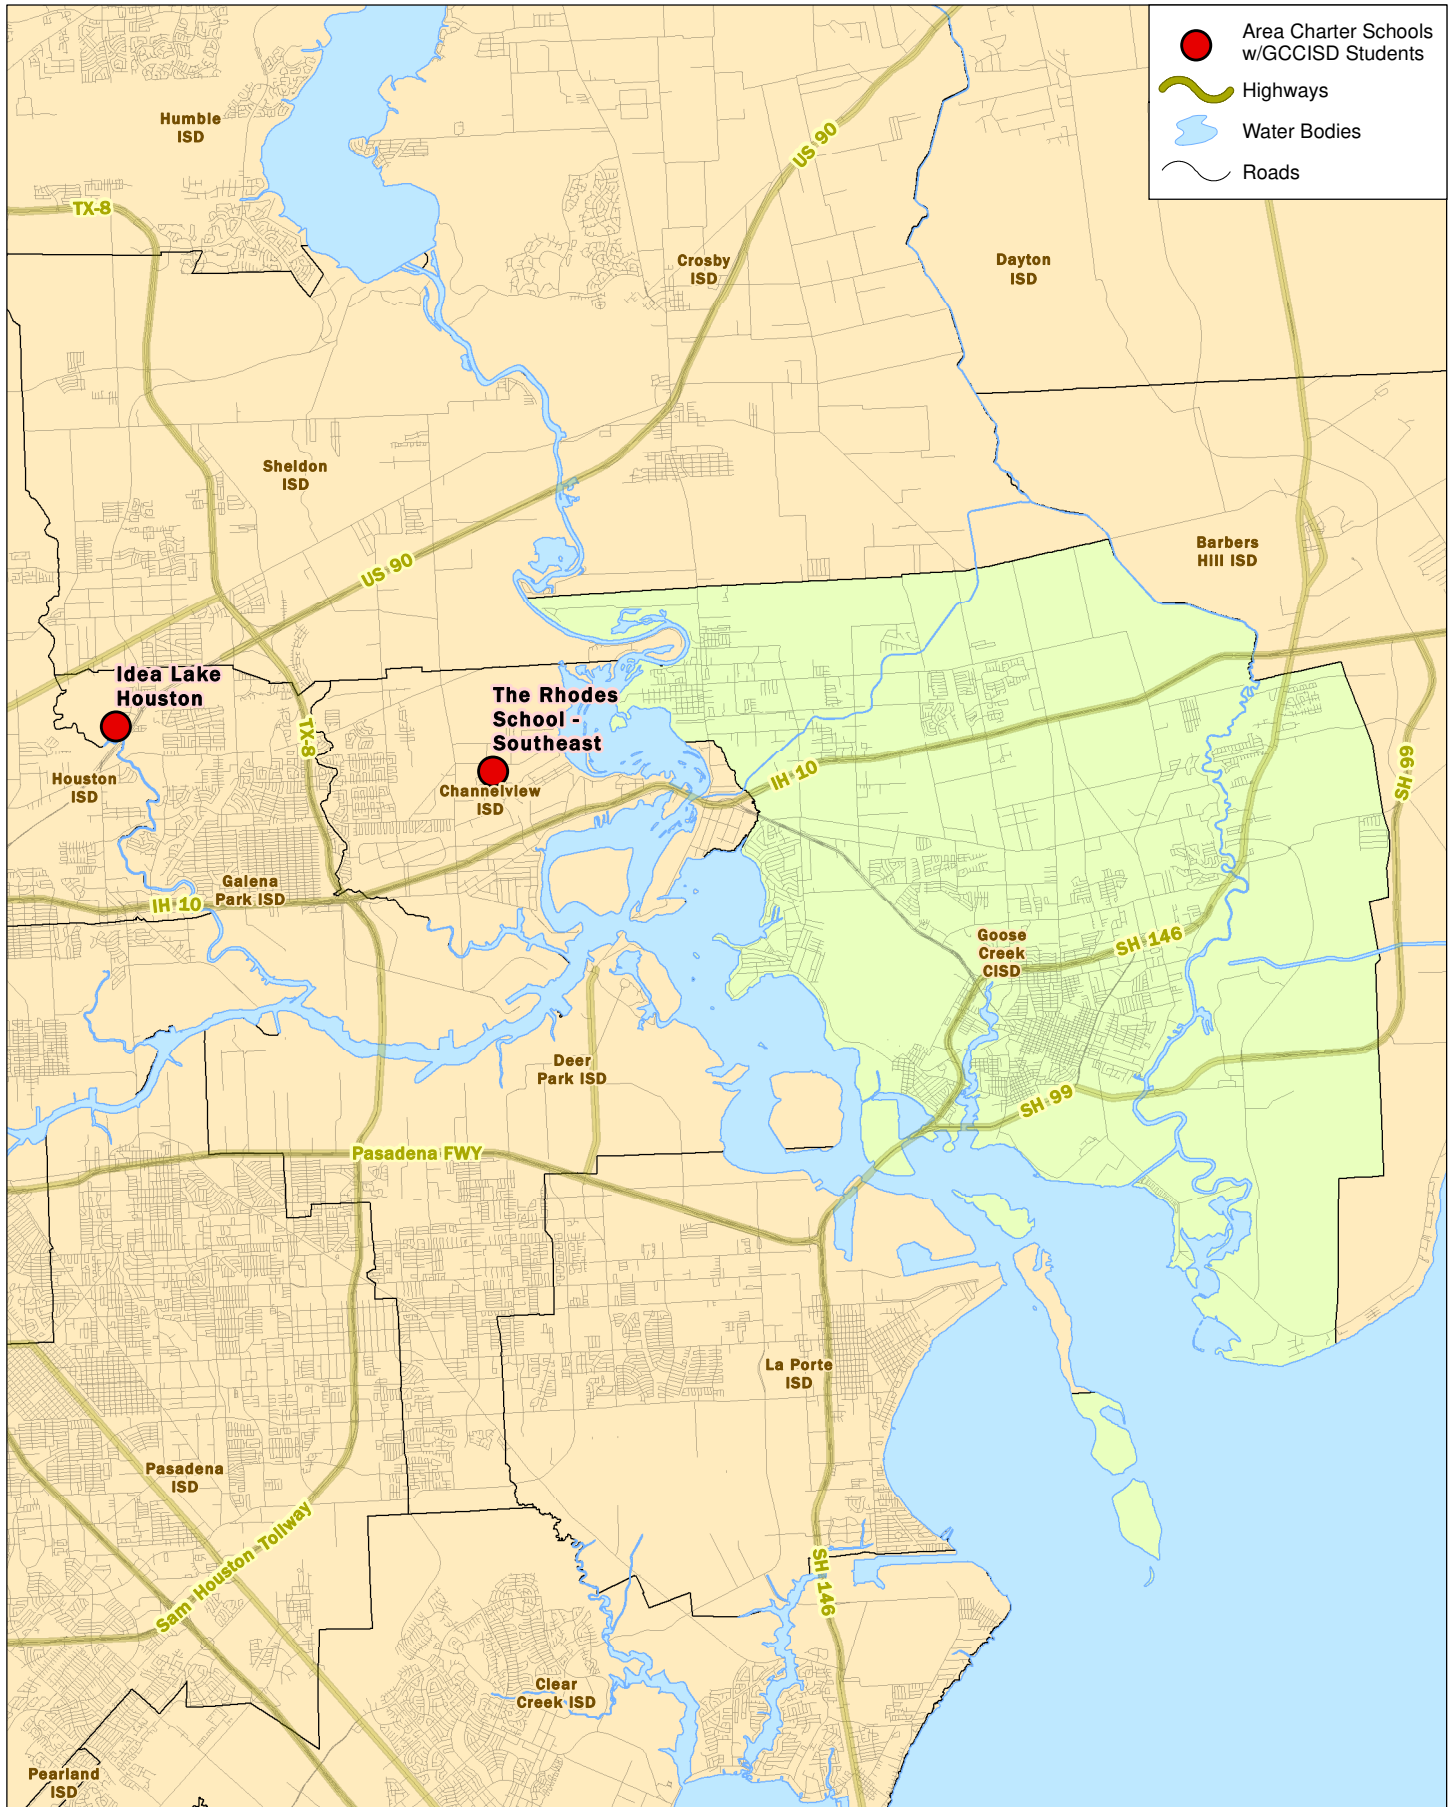 Area Charter Schools
w/GCCISD Students
Highways
Water Bodies
Roads
Humble
ISD
US 90
TX-8
Crosby
ISD
Dayton
ISD
Sheldon
ISD
Barbers
Hill ISD
US 90
Idea Lake
Houston
The Rhodes
School -
Southeast
TX-8
IH 10
SH 99
Houston
ISD
Channelview
ISD
Galena
Park ISD
IH 10
Goose
Creek
CISD
SH 146
Deer
Park ISD
SH 99
Pasadena FWY
La Porte
ISD
Pasadena
ISD
Sam Houston Tollway
SH 146
Clear
Creek ISD
Pearland
ISD